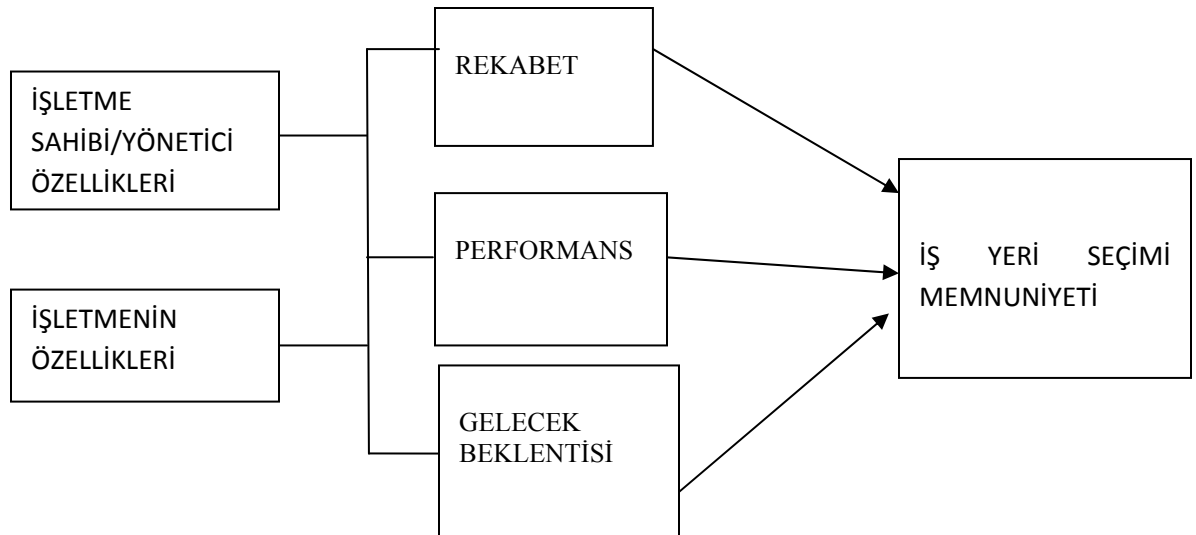 İŞLETME
SAHİBİ/YÖNETİCİ
ÖZELLİKLERİ
İŞLETMENİN
ÖZELLİKLERİ
REKABET
PERFORMANS
GELECEK
BEKLENTİSİ
İŞ YERİ SEÇİMİ
MEMNUNİYETİ